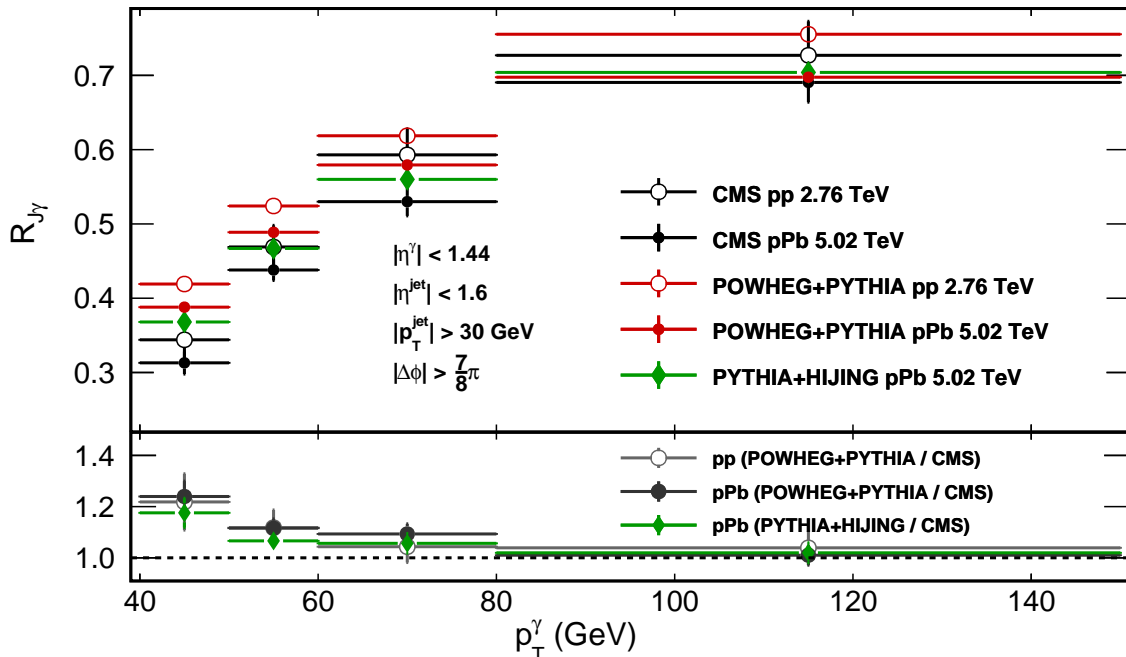 0.7
0.6
0.5
0.4
0.3
R_Jγ
CMS pp 2.76 TeV
CMS pPb 5.02 TeV
POWHEG+PYTHIA pp 2.76 TeV
POWHEG+PYTHIA pPb 5.02 TeV
PYTHIA+HIJING pPb 5.02 TeV
|η^γ| < 1.44
|η^jet| < 1.6
|p_T^jet| > 30 GeV
|Δϕ| > 7/8 π
1.4
1.2
1.0
pp (POWHEG+PYTHIA / CMS)
pPb (POWHEG+PYTHIA / CMS)
pPb (PYTHIA+HIJING / CMS)
40 60 80 100 120 140
p_T^γ (GeV)